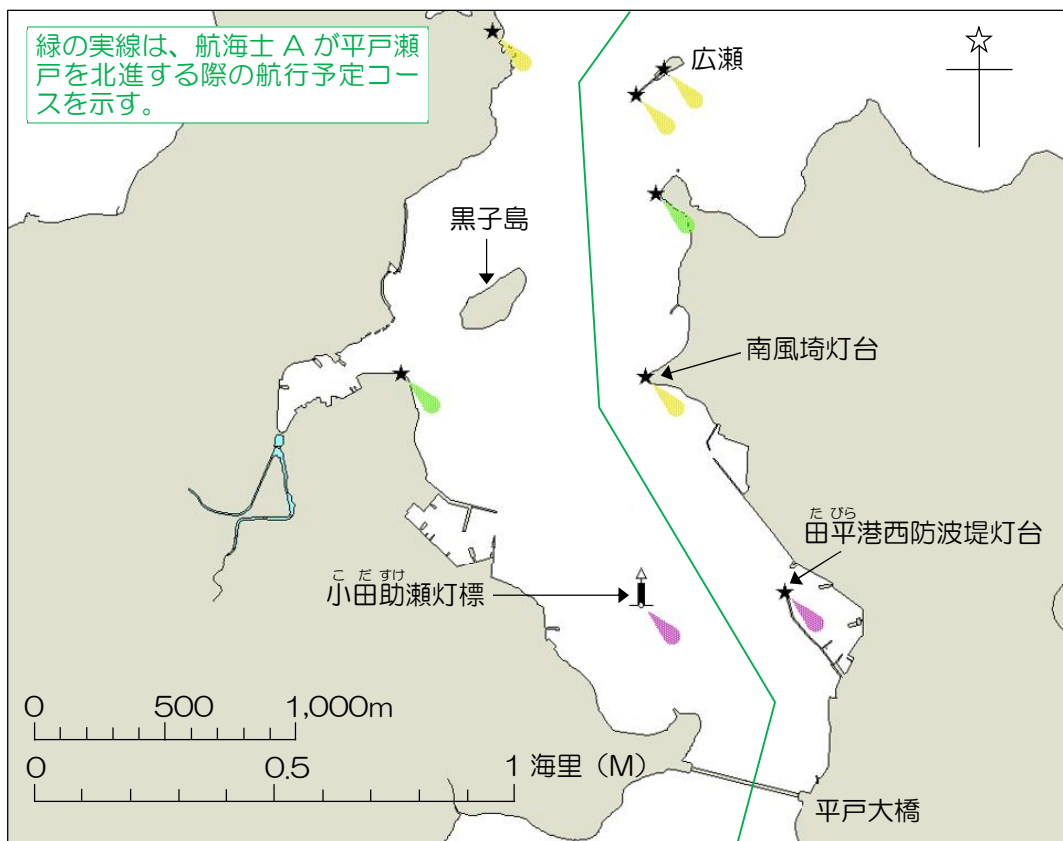 緑の実線は、航海士 A が平戸瀬
戸を北進する際の航行予定コー
スを示す。
広瀬
黒子島
南風埼灯台
た びら
田平港西防波堤灯台
こ だ すけ
小田助瀬灯標
0 500 1,000m
0 0.5 1 海里（M）
平戸大橋